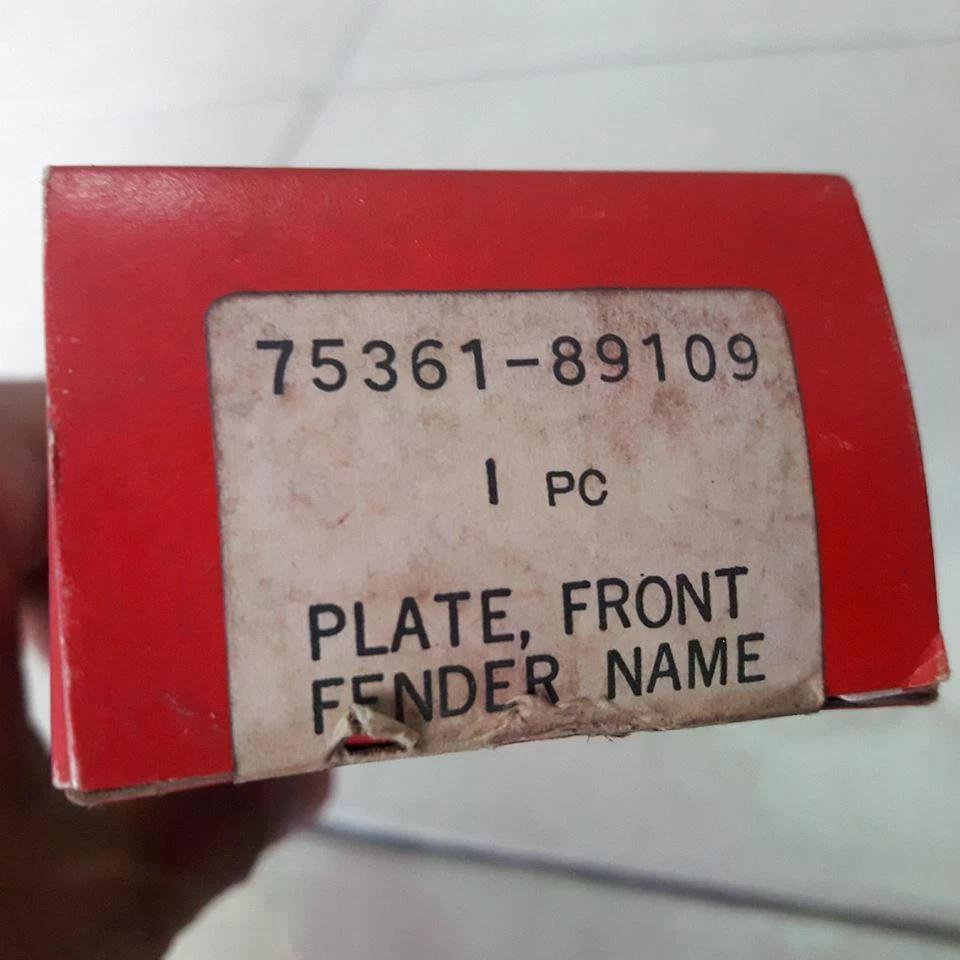 75361-89109
1 PC
PLATE, FRONT
FENDER NAME